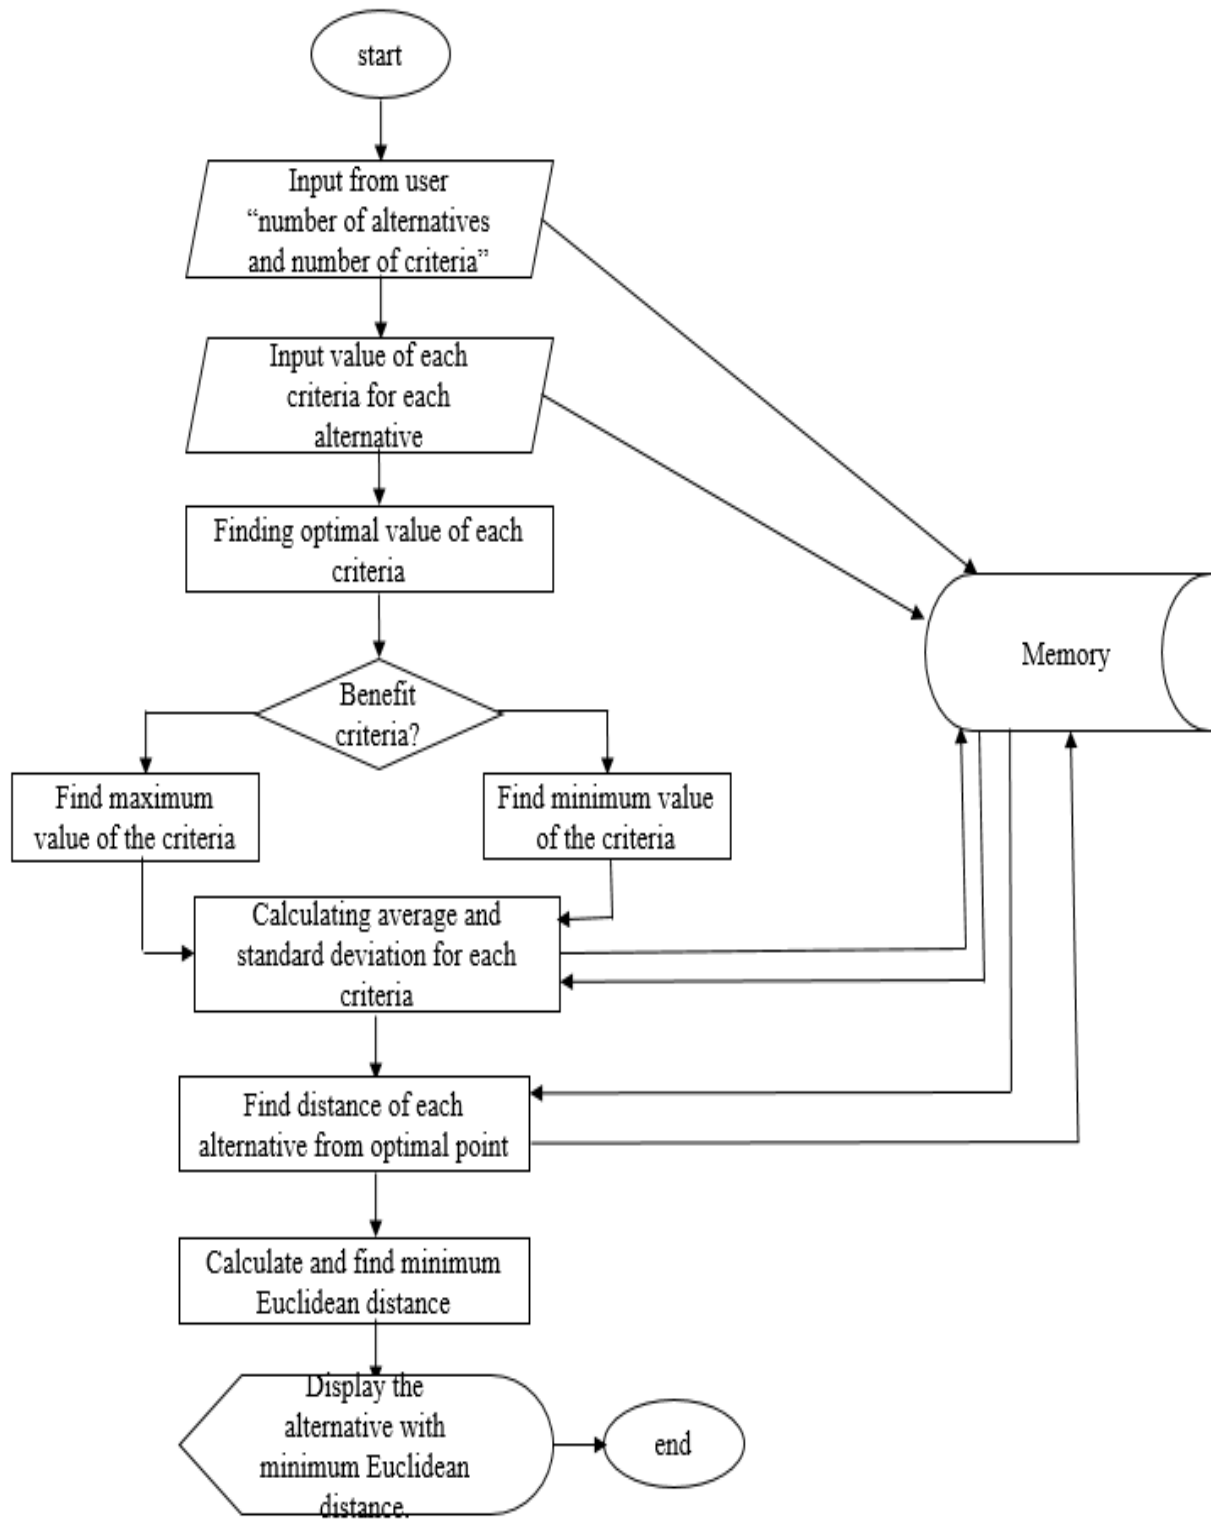 start
Input from user
“number of alternatives
and number of criteria”
Input value of each
criteria for each
alternative
Finding optimal value of each
criteria
Memory
Benefit
criteria?
Find maximum
value of the criteria
Find minimum value
of the criteria
Calculating average and
standard deviation for each
criteria
Find distance of each
alternative from optimal point
Calculate and find minimum
Euclidean distance
Display the
alternative with
minimum Euclidean
distance.
end